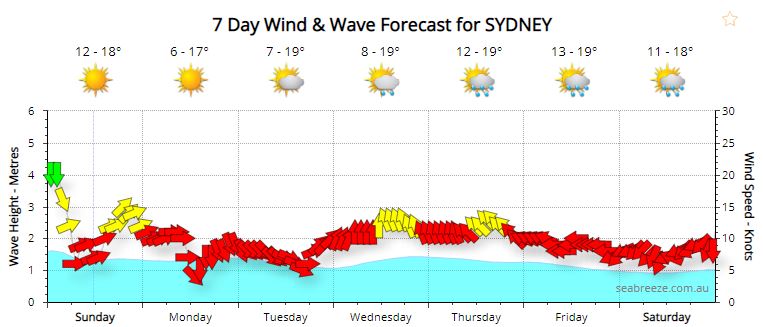 7 Day Wind & Wave Forecast for SYDNEY
12 - 18° 6 - 17° 7 - 19° 8 - 19° 12 - 19° 13 - 19° 11 - 18°
6 30
5 25
4 20
3 15
2 10
1 5
0 0
Wave Height - Metres
Wind Speed - Knots
seabreeze.com.au
Sunday Monday Tuesday Wednesday Thursday Friday Saturday